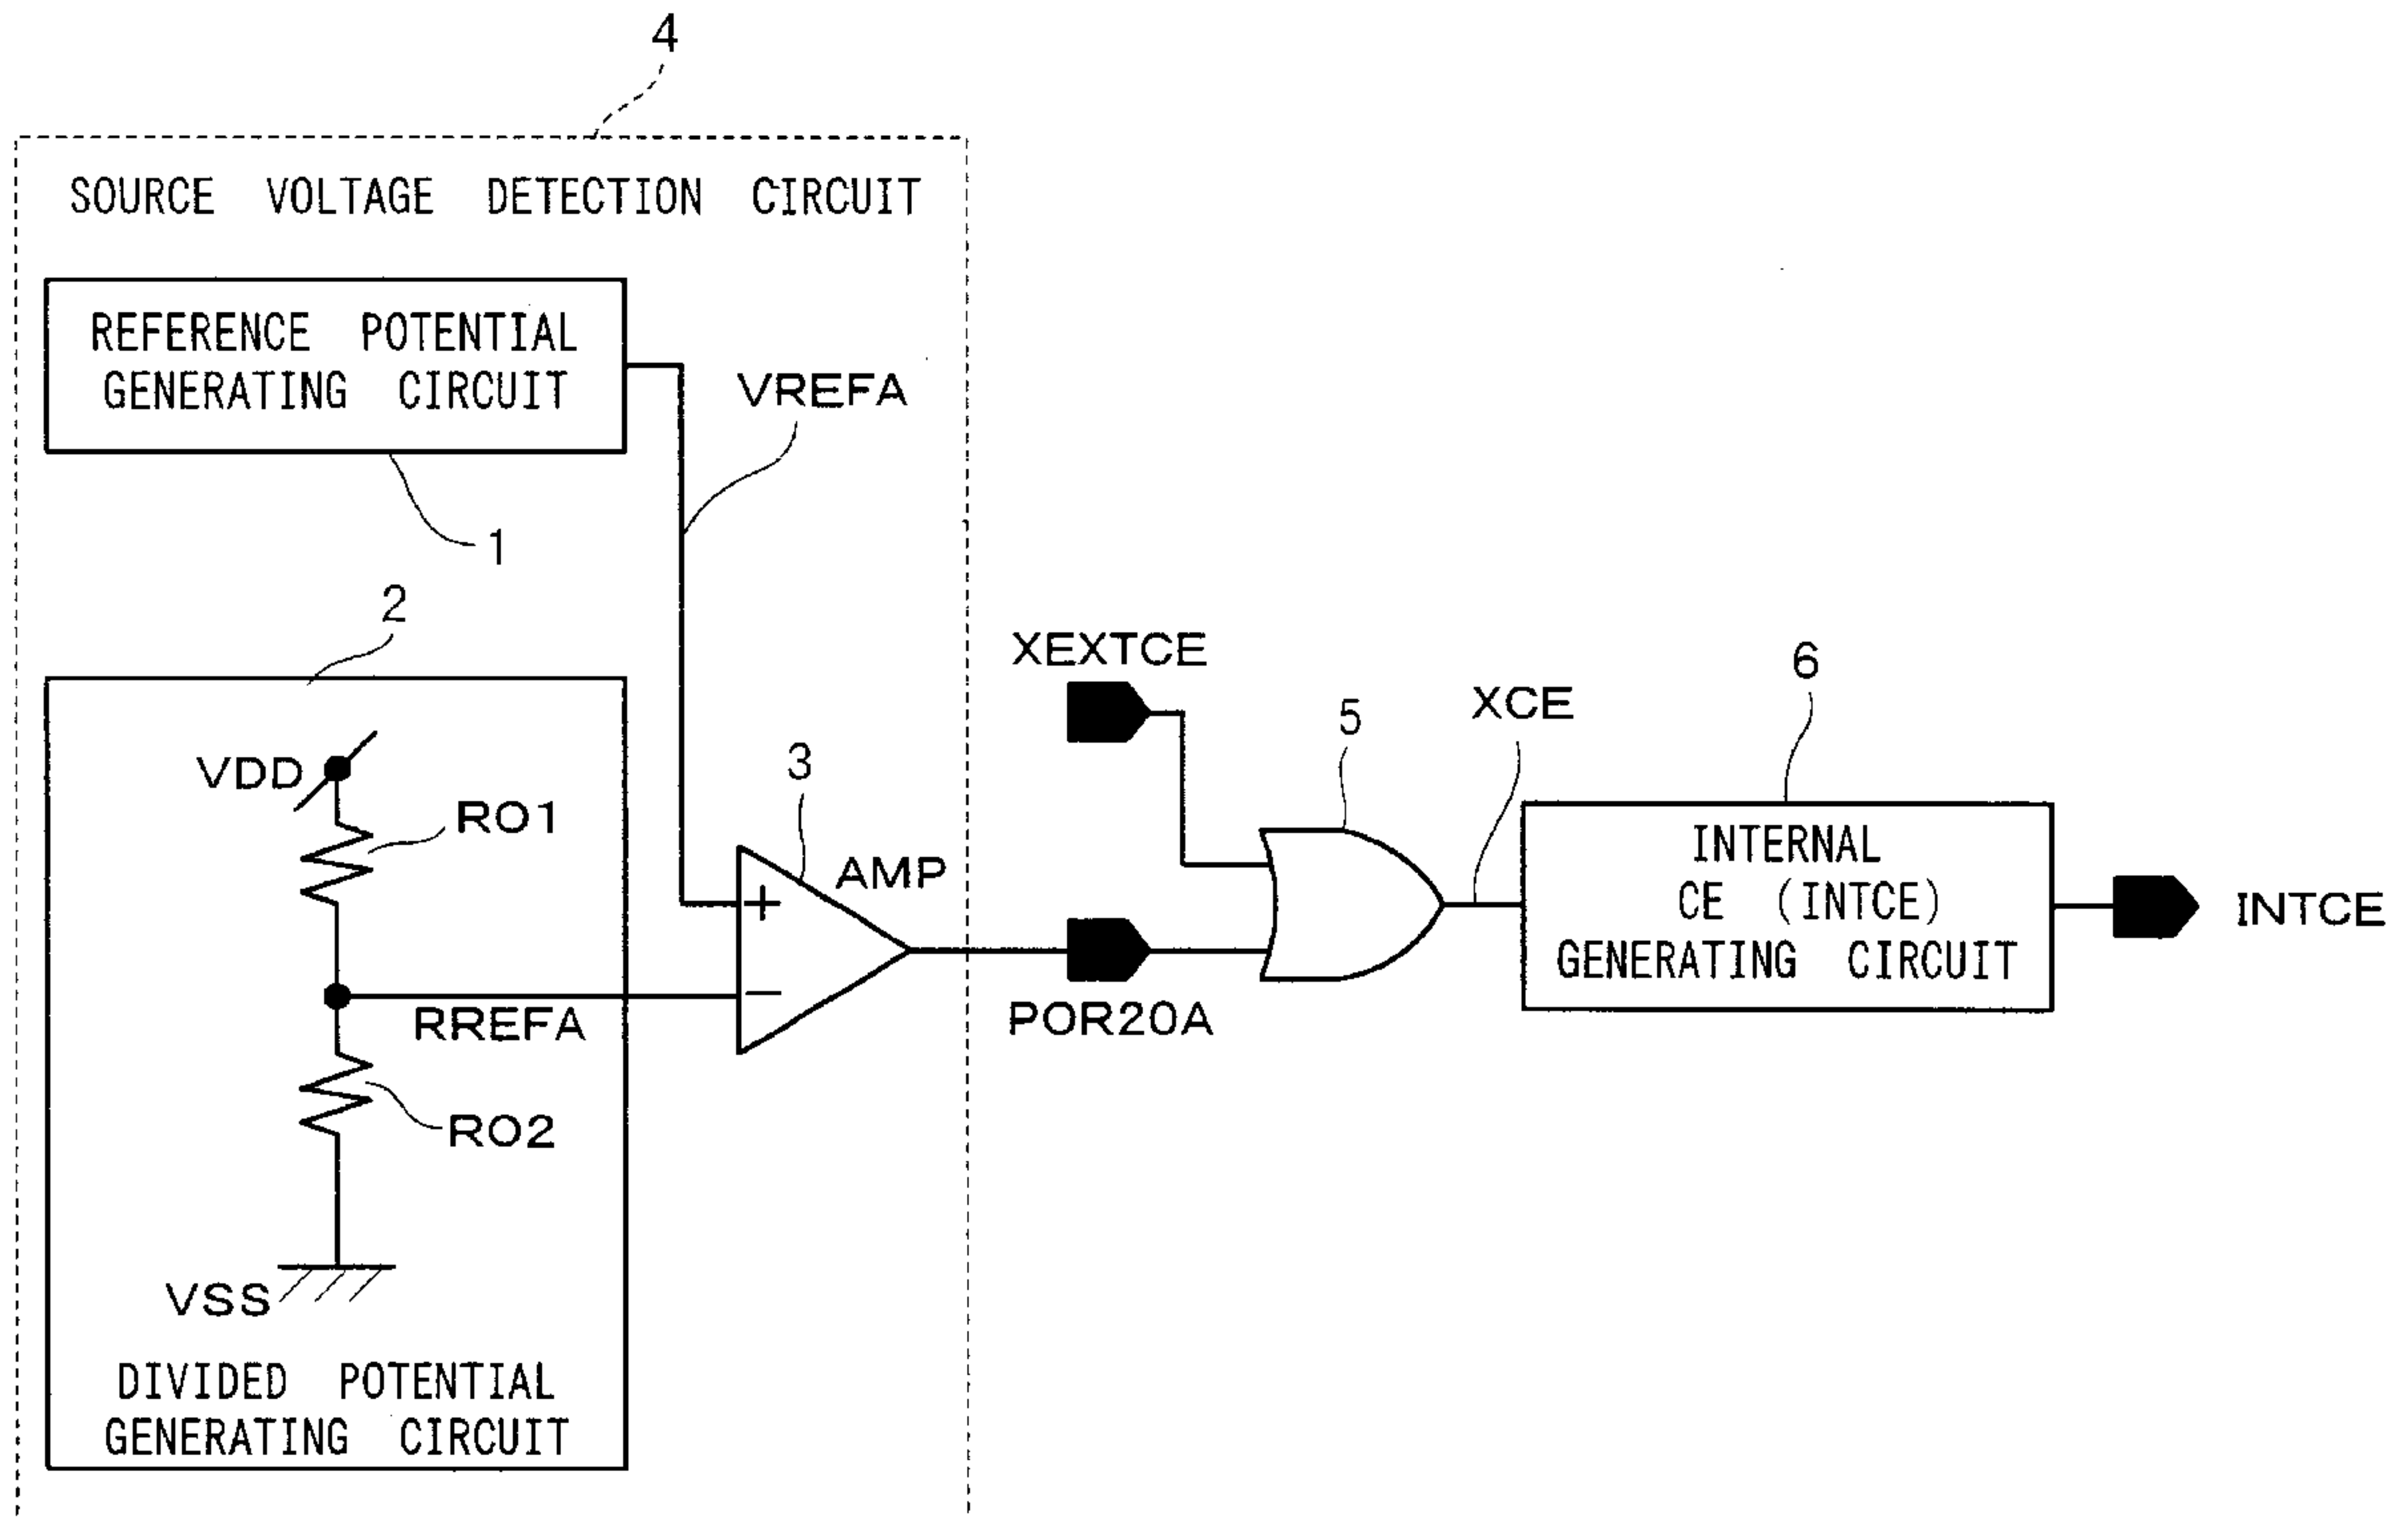 4
SOURCE VOLTAGE DETECTION CIRCUIT
REFERENCE POTENTIAL
GENERATING CIRCUIT
VREFA
1
2
XEXTCE
6
XCE
5
3
VDD
RO1
AMP
+
INTERNAL
CE (INTCE)
GENERATING CIRCUIT
INTCE
−
RREFA
POR20A
RO2
VSS
DIVIDED POTENTIAL
GENERATING CIRCUIT